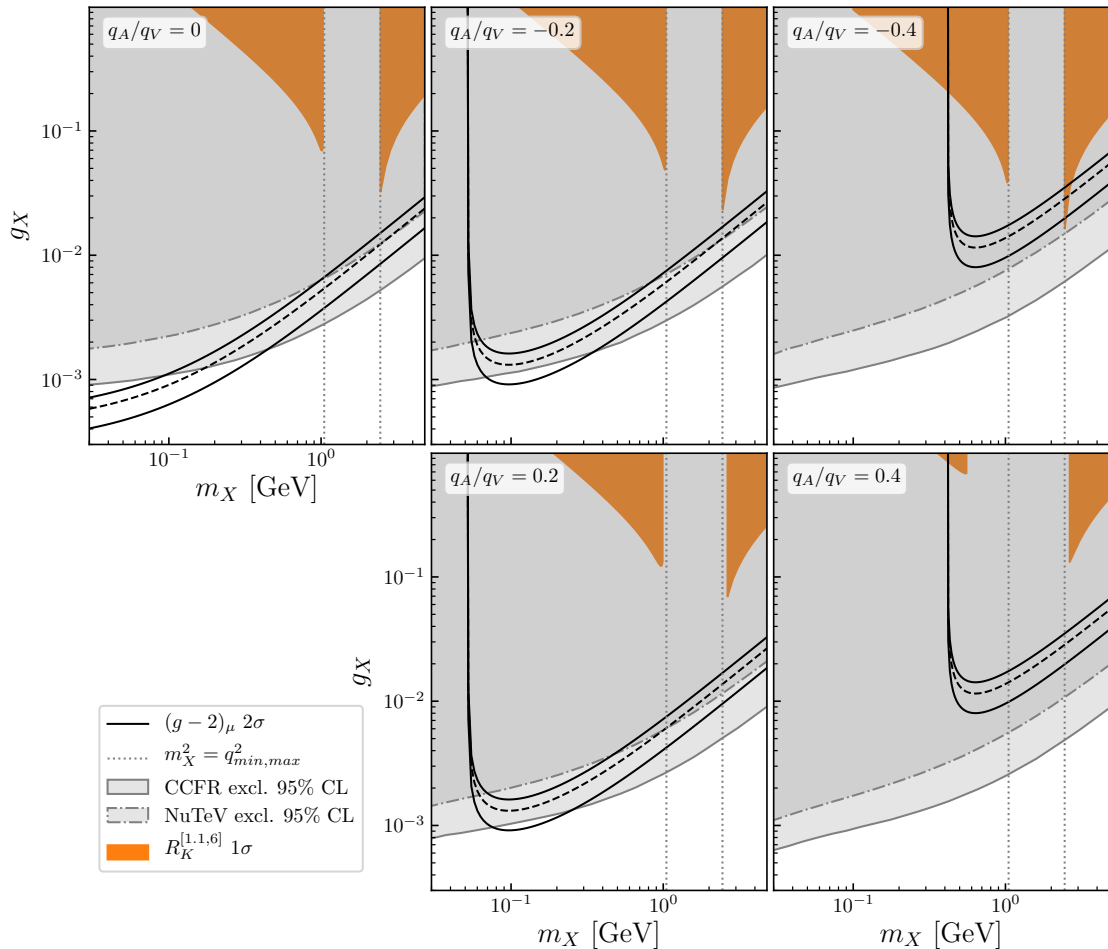 q_A/q_V = 0
q_A/q_V = −0.2
q_A/q_V = −0.4
10^{-1}
10^{-2}
10^{-3}
g_X
10^{-1} 10^0
m_X [GeV]
q_A/q_V = 0.2
q_A/q_V = 0.4
10^{-1}
10^{-2}
10^{-3}
g_X
(g − 2)_μ 2σ
m_X^2 = q_{min,max}^2
CCFR excl. 95% CL
NuTeV excl. 95% CL
R_K^{[1.1,6]} 1σ
10^{-1} 10^0
m_X [GeV]
10^{-1} 10^0
m_X [GeV]